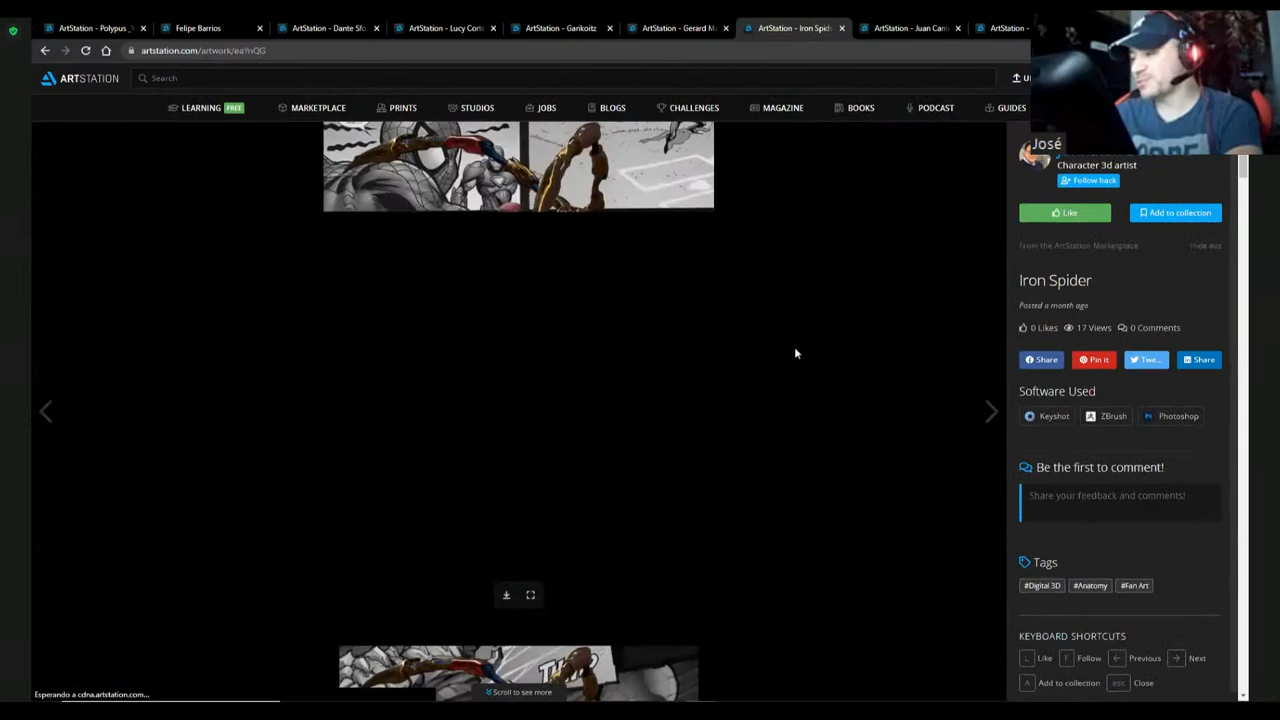 ArtStation - Polypus_
Felipe Barrios
ArtStation - Dante Sfo
ArtStation - Lucy Cort
ArtStation - Garikoitz
ArtStation - Gerard M
ArtStation - Iron Spid
ArtStation - Juan Cam
ArtStation -
ARTSTATION
Search
LEARNING FREE
MARKETPLACE
PRINTS
STUDIOS
JOBS
BLOGS
CHALLENGES
MAGAZINE
BOOKS
PODCAST
GUIDES
José
Character 3d artist
Follow back
Like
Add to collection
From the ArtStation Marketplace
Hide ads
Iron Spider
Posted a month ago
0 Likes 17 Views 0 Comments
Share
Pin it
Twe...
Share
Software Used
Keyshot
ZBrush
Photoshop
Be the first to comment!
Share your feedback and comments!
Tags
#Digital 3D
#Anatomy
#Fan Art
KEYBOARD SHORTCUTS
L Like
F Follow
← Previous
→ Next
A Add to collection
esc Close
Scroll to see more
Esperando a cdna.artstation.com...